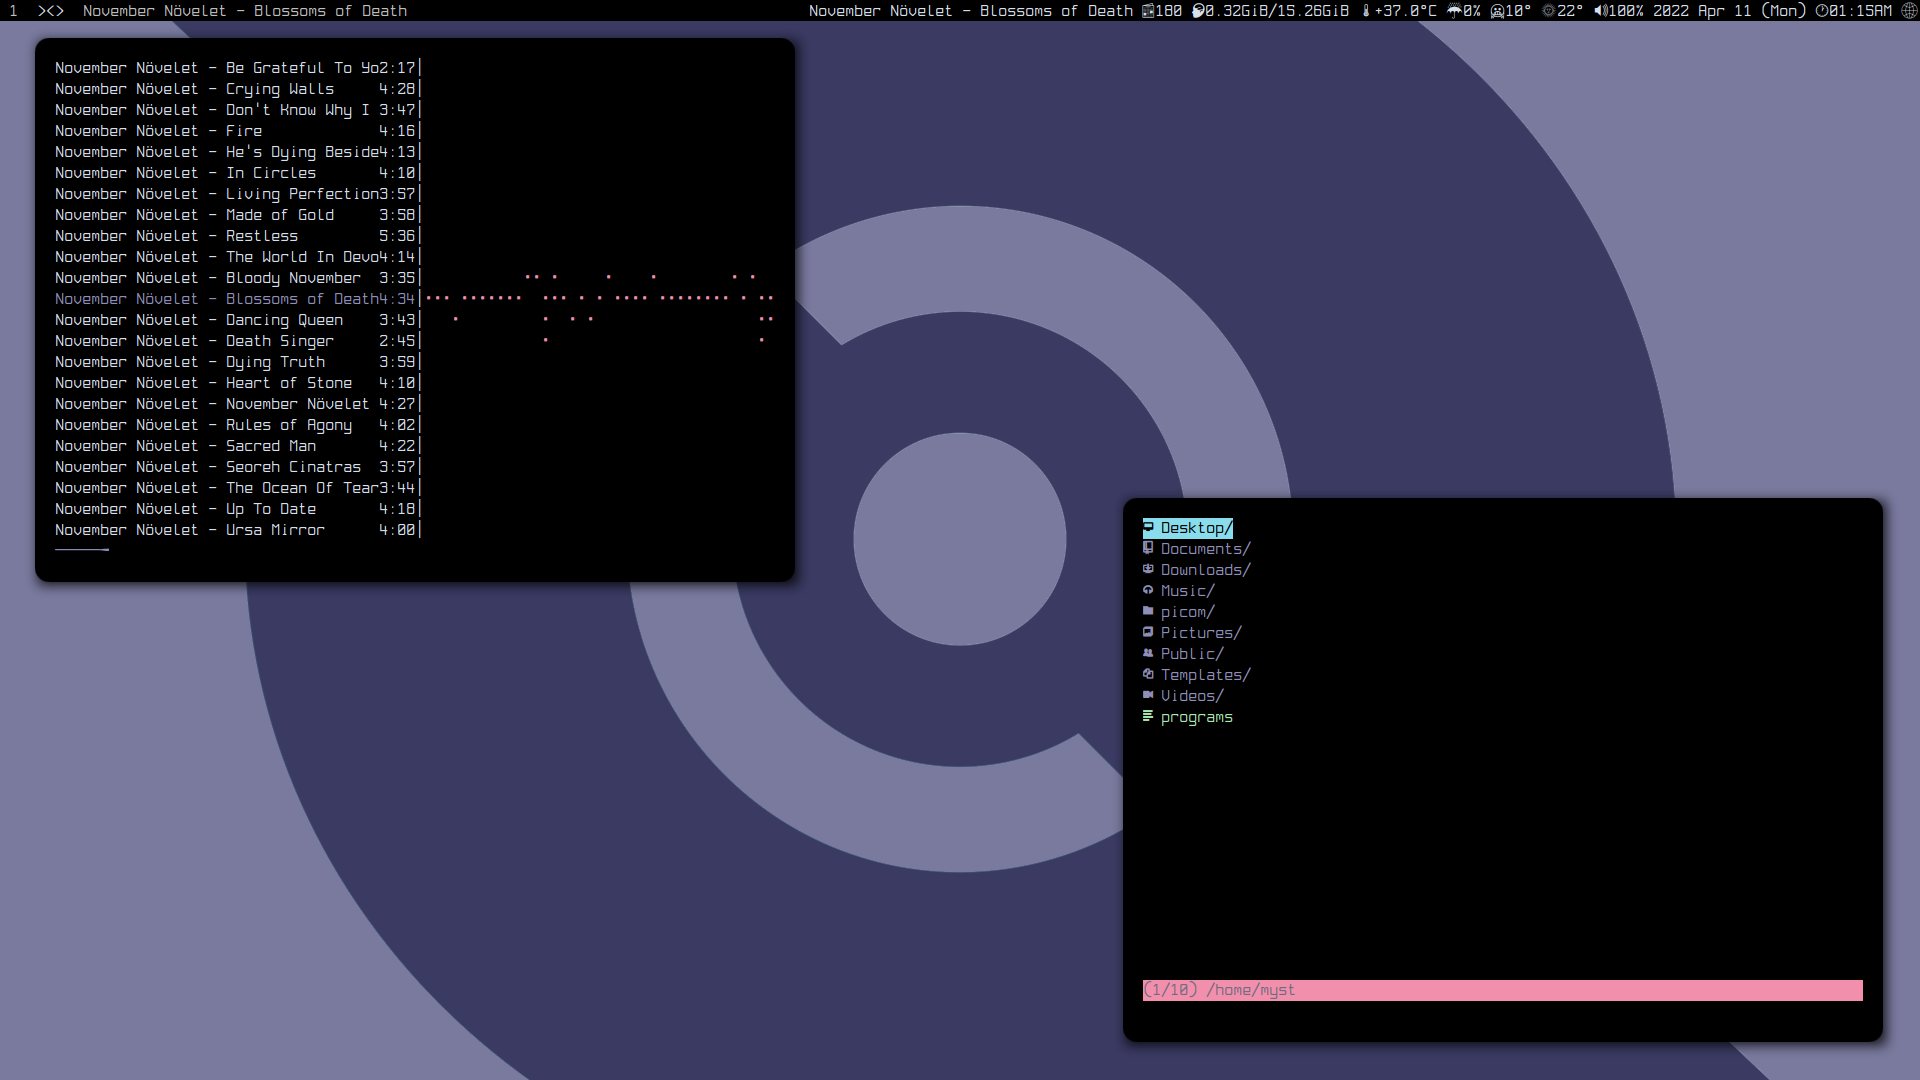 1 ><> November Növelet - Blossoms of Death
November Növelet - Blossoms of Death 180 0.32GiB/15.26GiB +37.0°C 0% 10° 22° 100% 2022 Apr 11 (Mon) 01:15AM
November Növelet - Be Grateful To Yo2:17
November Növelet - Crying Walls 4:28
November Növelet - Don't Know Why I 3:47
November Növelet - Fire 4:16
November Növelet - He's Dying Beside4:13
November Növelet - In Circles 4:10
November Növelet - Living Perfection3:57
November Növelet - Made of Gold 3:58
November Növelet - Restless 5:36
November Növelet - The World In Devo4:14
November Növelet - Bloody November 3:35
November Növelet - Blossoms of Death4:34
November Növelet - Dancing Queen 3:43
November Növelet - Death Singer 2:45
November Növelet - Dying Truth 3:59
November Növelet - Heart of Stone 4:10
November Növelet - November Növelet 4:27
November Növelet - Rules of Agony 4:02
November Növelet - Sacred Man 4:22
November Növelet - Seoreh Cinatras 3:57
November Növelet - The Ocean Of Tear3:44
November Növelet - Up To Date 4:18
November Növelet - Ursa Mirror 4:00
Desktop/
Documents/
Downloads/
Music/
picom/
Pictures/
Public/
Templates/
Videos/
programs
(1/10) /home/myst